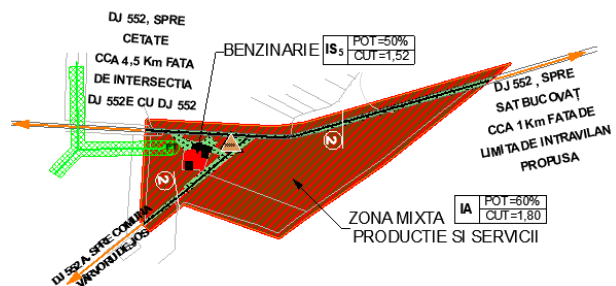 DJ 552, SPRE
CETATE
CCA 4,5 Km FATA
DE INTERSECTIA
DJ 552E CU DJ 552
BENZINARIE IS5 POT=50%
CUT=1,52
DJ 552 , SPRE
SAT BUCOVAȚ
CCA 1 Km FATA DE
LIMITA DE INTRAVILAN
PROPUSA
2
2
ZONA MIXTA
PRODUCTIE SI SERVICII
IA POT=60%
CUT=1,80
DJ 552A, SPRE COMUNA
VÂRVORU DE JOS